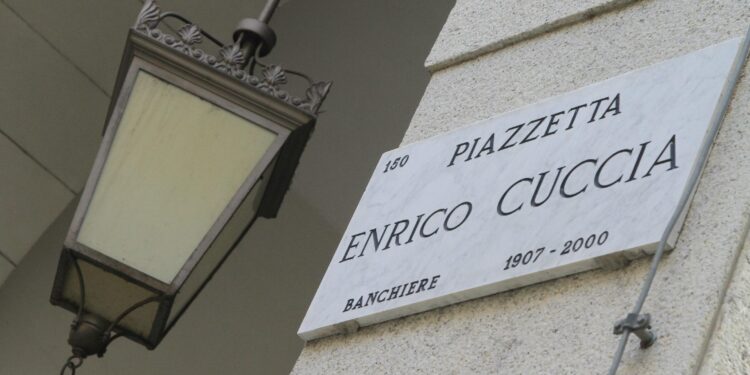 150 PIAZZETTA
ENRICO CUCCIA
BANCHIERE 1907-2000